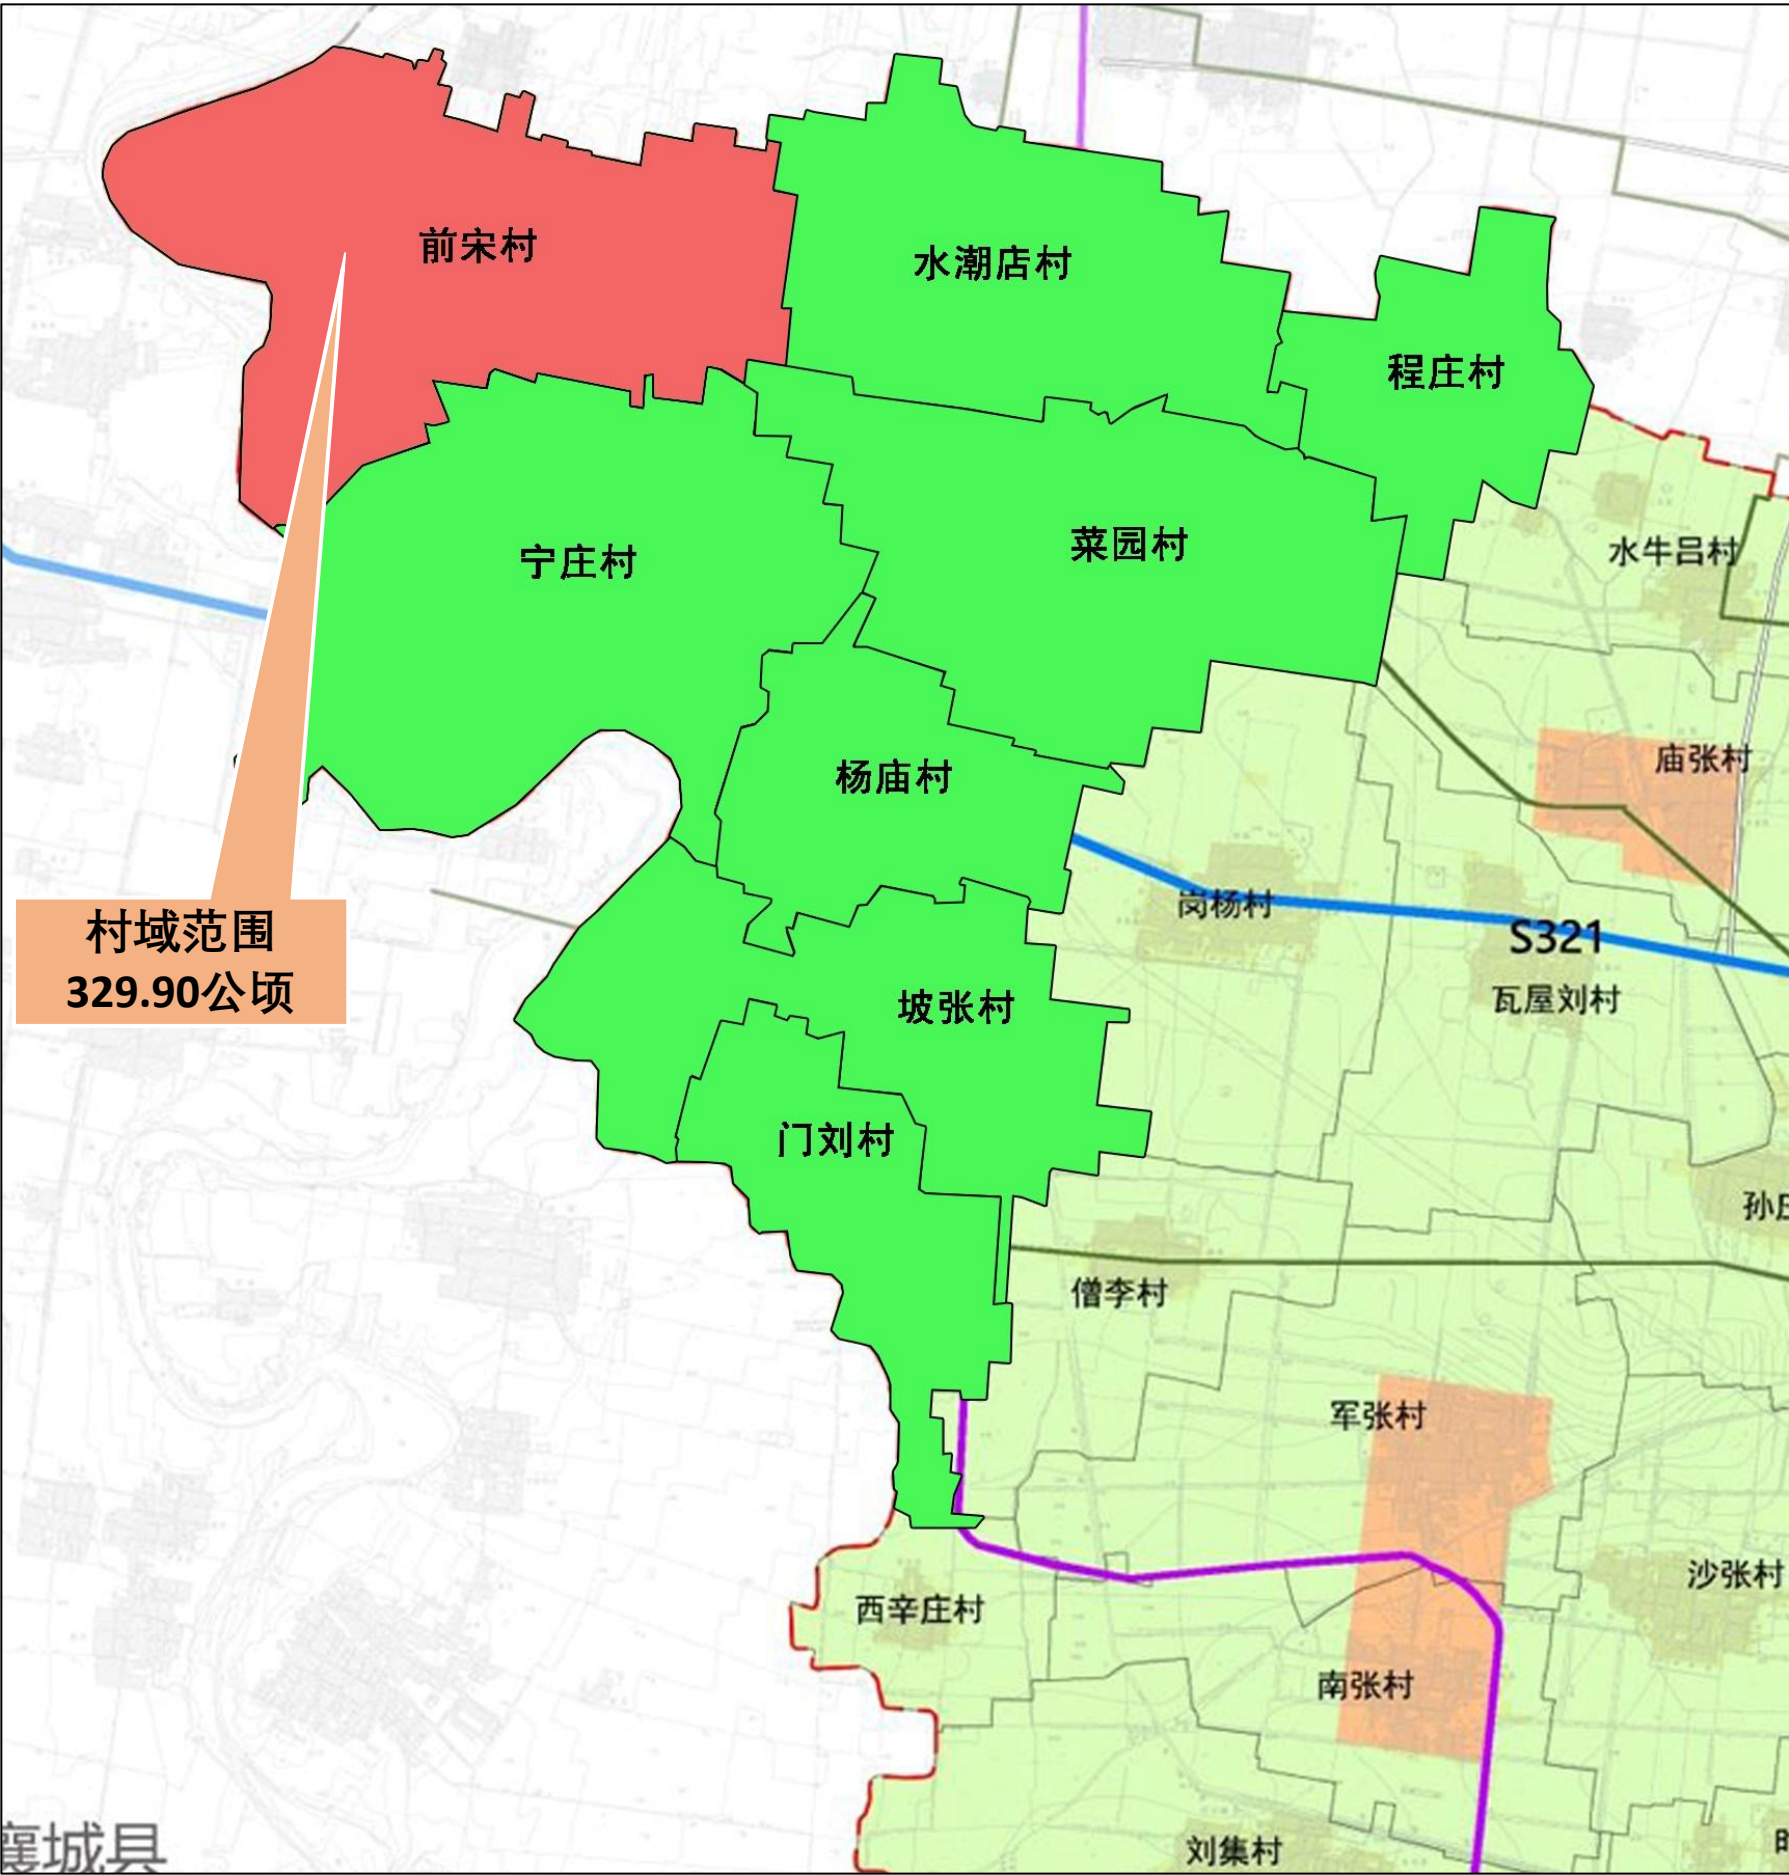 前宋村
水潮店村
程庄村
水牛吕村
菜园村
宁庄村
庙张村
杨庙村
岗杨村
S321
村域范围
329.90公顷
瓦屋刘村
坡张村
门刘村
僧李村
军张村
沙张村
西辛庄村
南张村
襄城县
刘集村